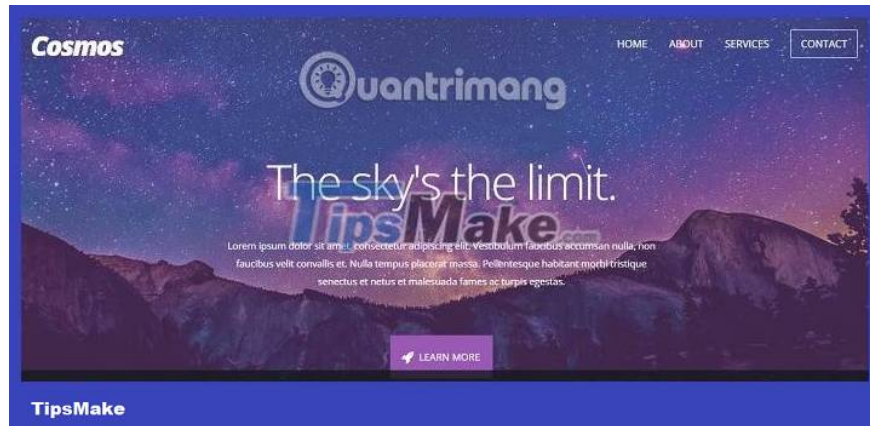 Cosmos
HOME ABOUT SERVICES CONTACT
Quantrimang
The sky's the limit.
TipsMake.com
Lorem ipsum dolor sit amet, consectetur adipiscing elit. Vestibulum faucibus accumsan nulla, non
faucibus velit convallis et. Nulla tempus placerat massa. Pellentesque habitant morbi tristique
senectus et netus et malesuada fames ac turpis egestas.
LEARN MORE
TipsMake